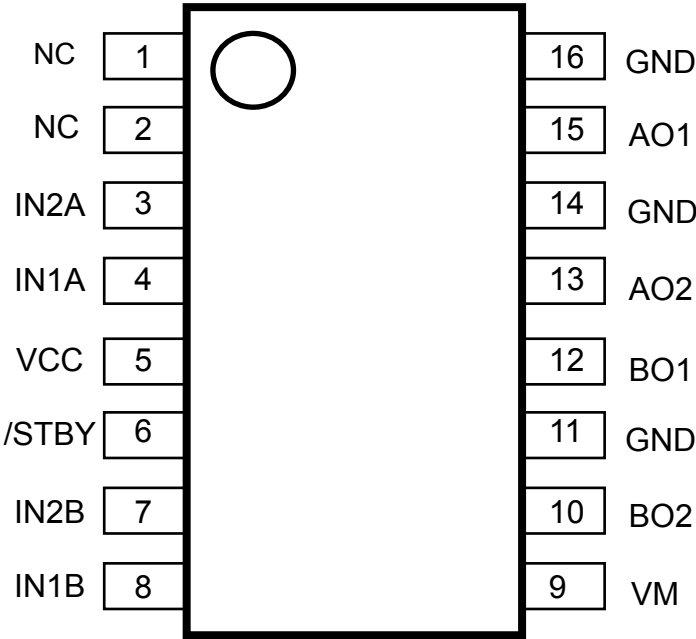 NC 1 16 GND
NC 2 15 AO1
IN2A 3 14 GND
IN1A 4 13 AO2
VCC 5 12 BO1
/STBY 6 11 GND
IN2B 7 10 BO2
IN1B 8 9 VM